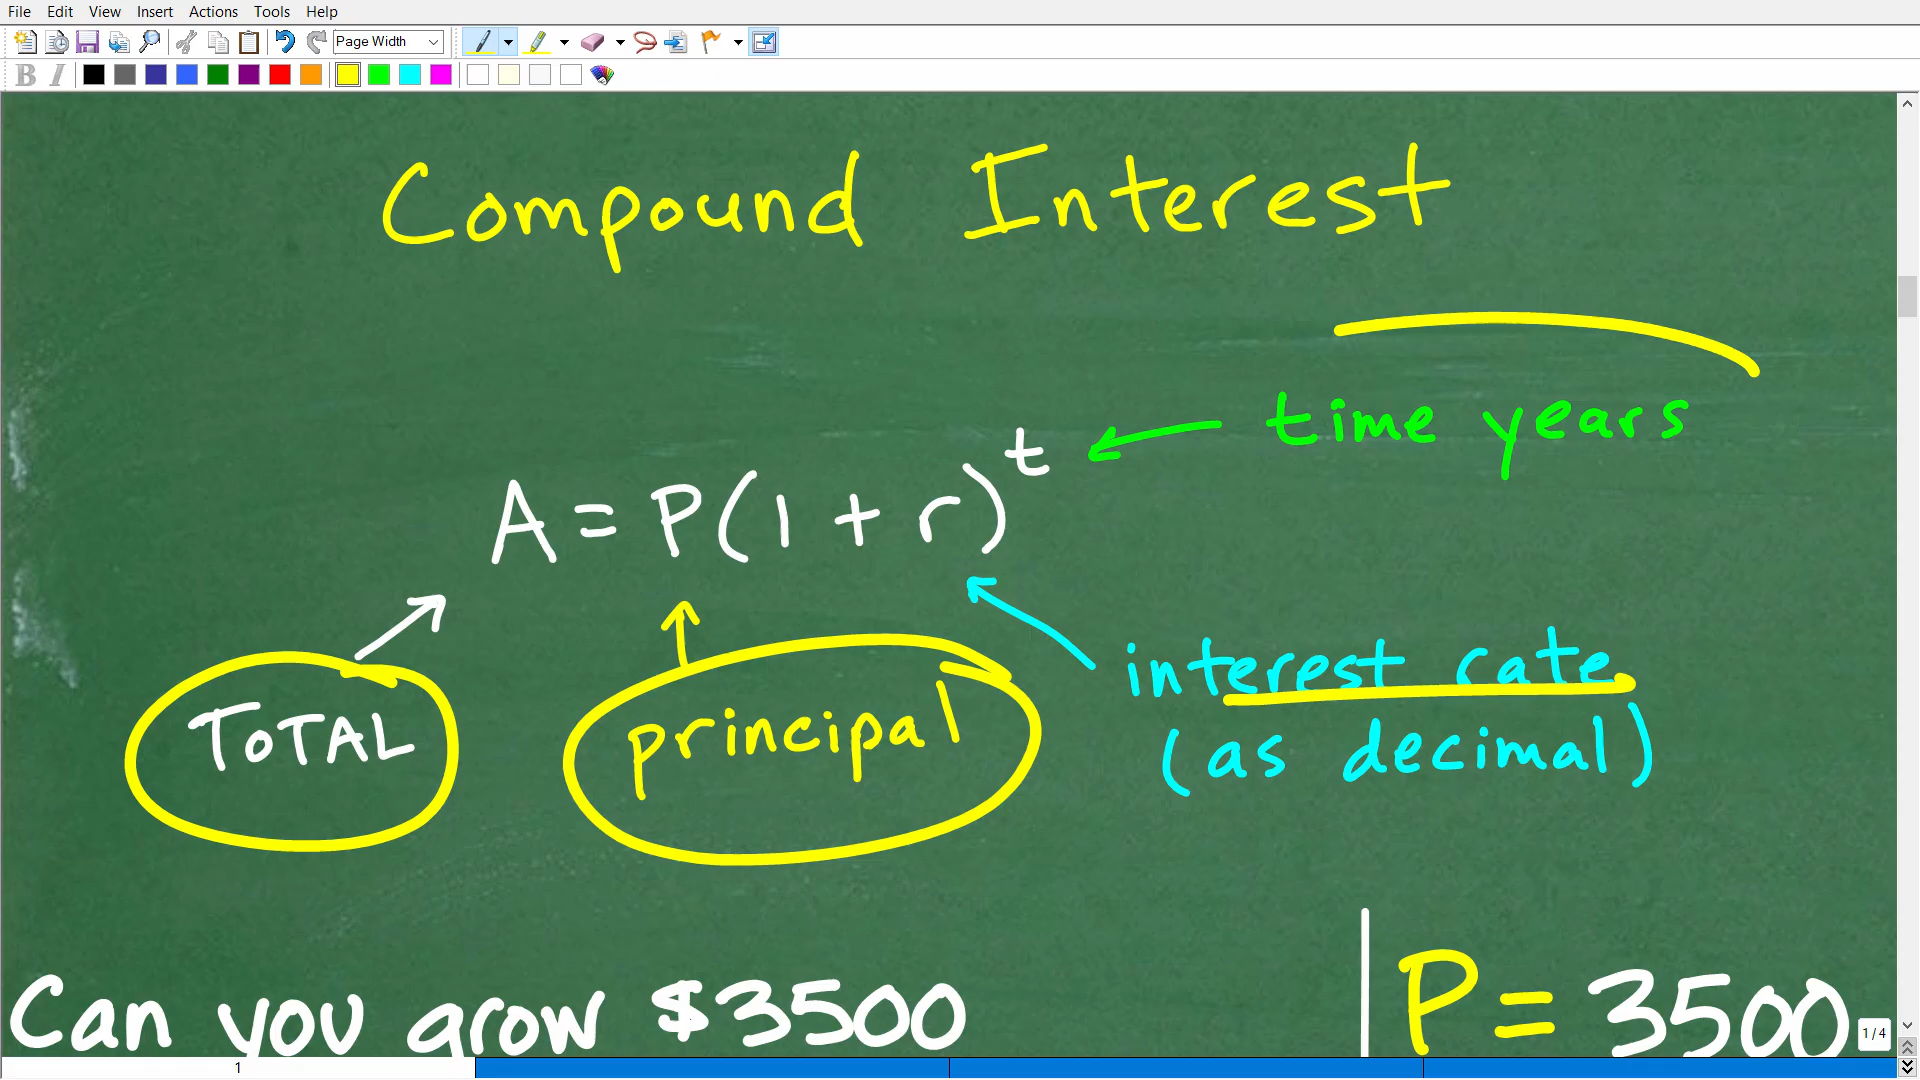 File Edit View Insert Actions Tools Help
Page Width
B I
Compound Interest
time years
A = P(1 + r)^t
interest rate
TOTAL
principal
(as decimal)
Can you grow $3500
P = 3500
1 / 4
1